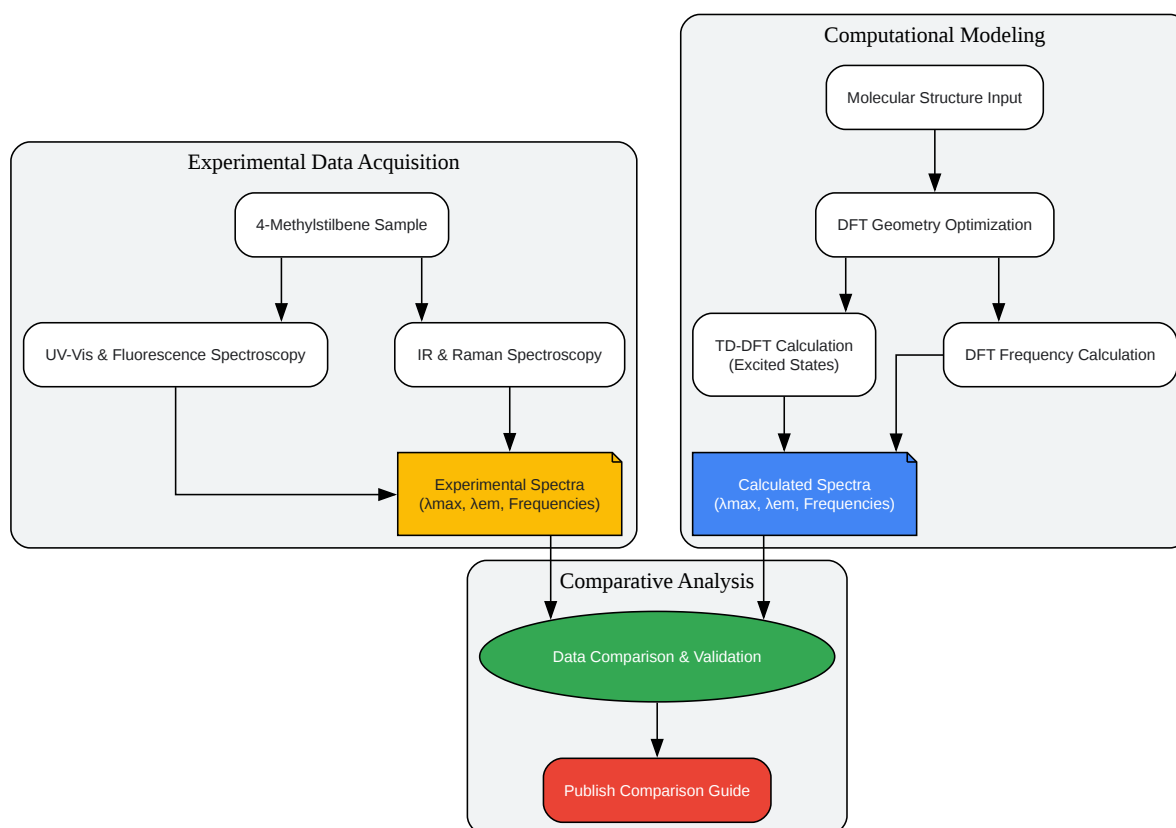 Computational Modeling
Molecular Structure Input
Experimental Data Acquisition
4-Methylstilbene Sample
DFT Geometry Optimization
UV-Vis & Fluorescence Spectroscopy
IR & Raman Spectroscopy
TD-DFT Calculation
(Excited States)
DFT Frequency Calculation
Experimental Spectra
(λmax, λem, Frequencies)
Calculated Spectra
(λmax, λem, Frequencies)
Comparative Analysis
Data Comparison & Validation
Publish Comparison Guide